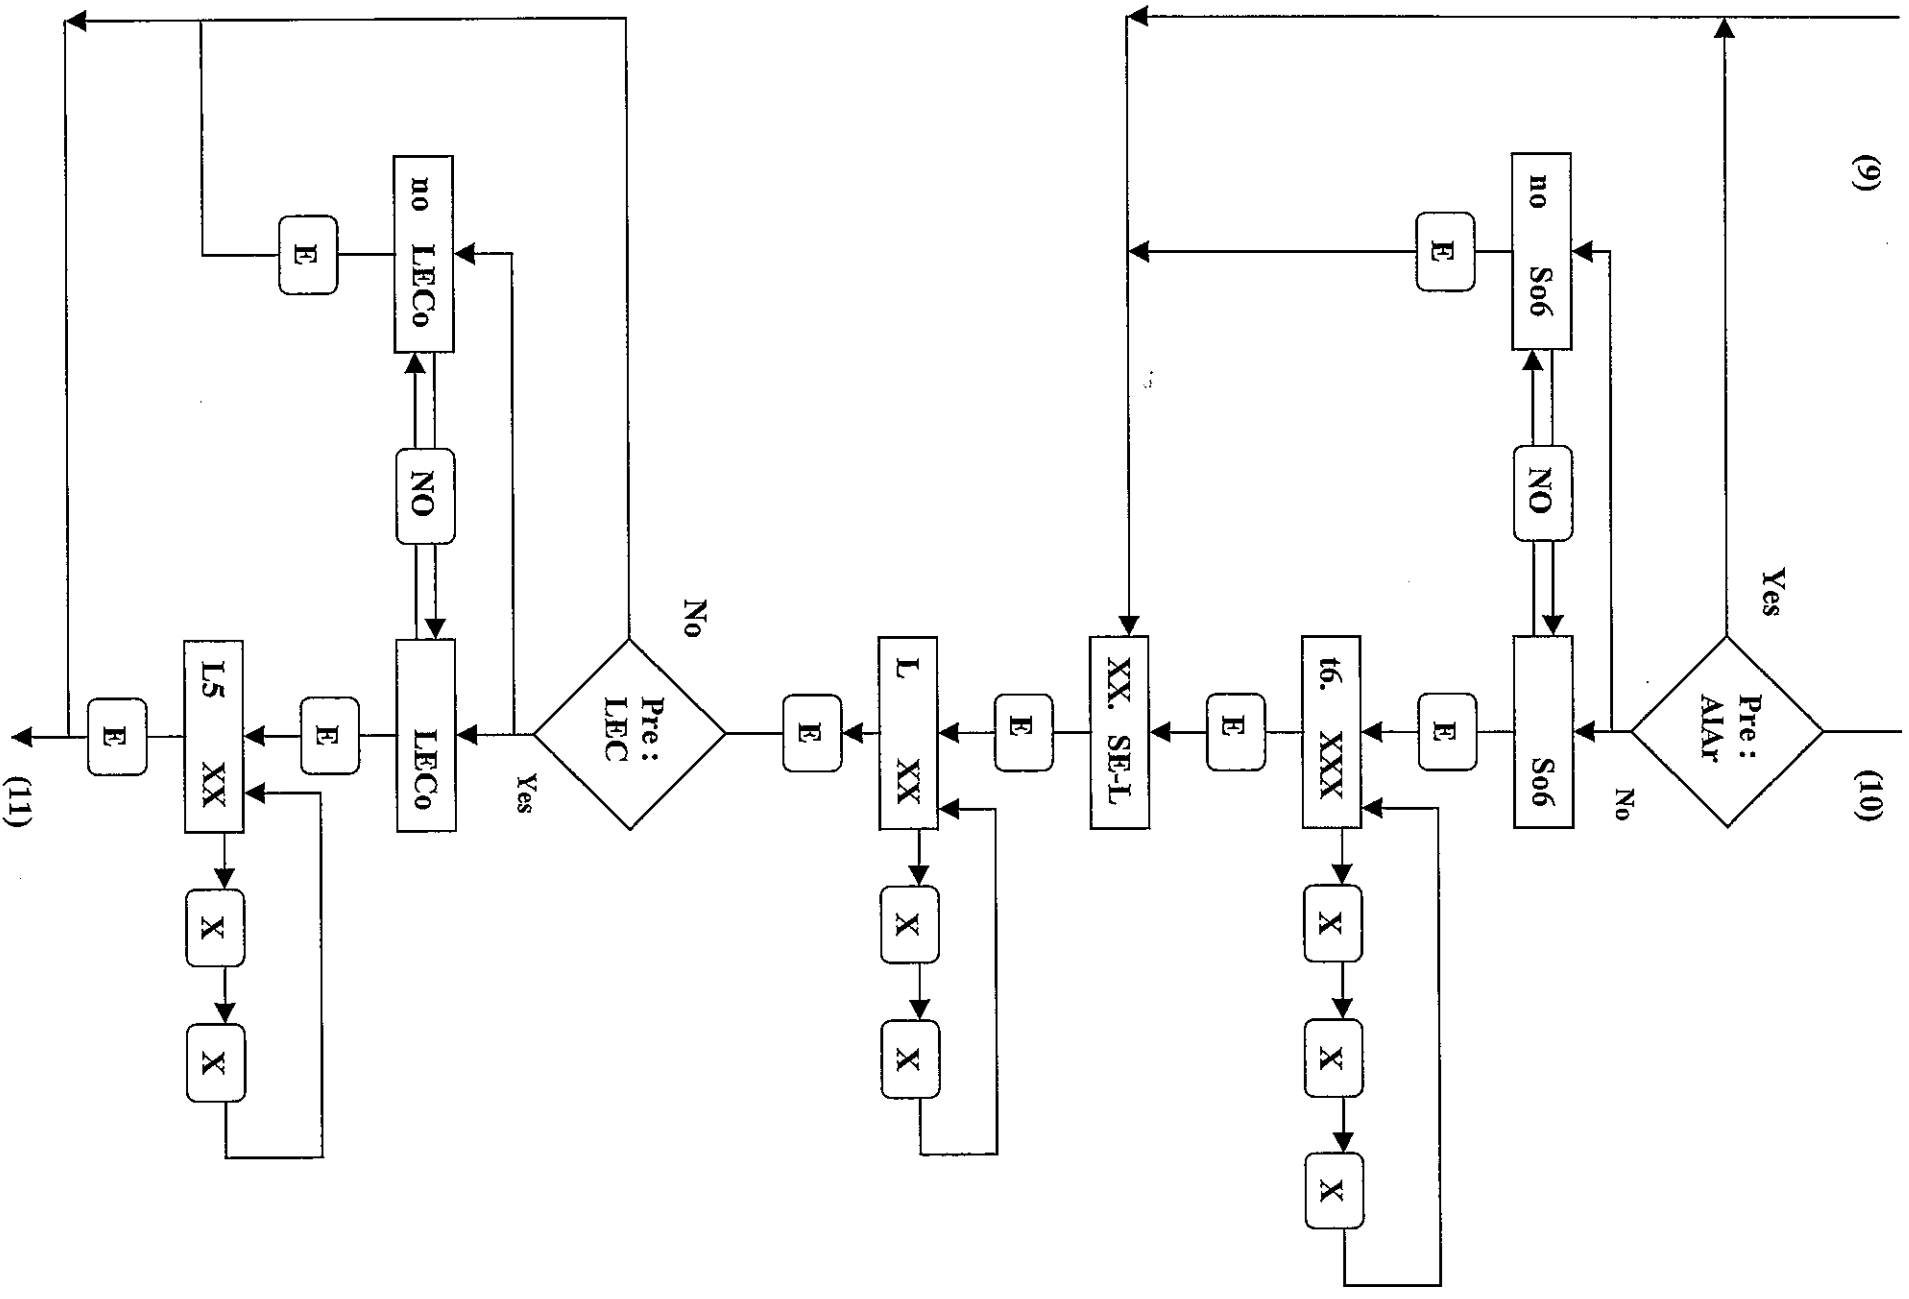 (9)
(10)
Yes
Pre:
AIAr
No
no So6
NO
So6
E
E
t6. XXX
X
X
X
E
XX. SE-L
E
L XX
X
X
E
No
Pre:
LEC
Yes
no LECo
NO
LECo
E
E
L5 XX
X
X
E
(11)